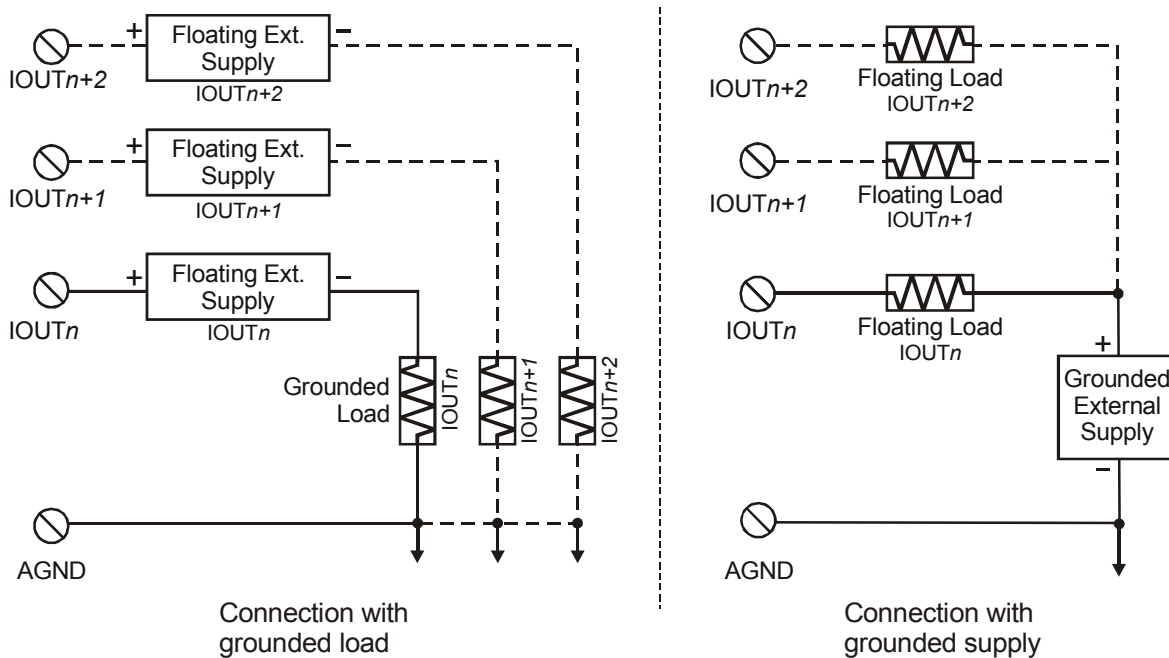 +
Floating Ext.
Supply
−
IOUTn+2
IOUTn+2
+
Floating Ext.
Supply
−
IOUTn+1
IOUTn+1
+
Floating Ext.
Supply
−
IOUTn
IOUTn
Grounded
Load
IOUTn
IOUTn+1
IOUTn+2
AGND
Connection with
grounded load
IOUTn+2
Floating Load
IOUTn+2
IOUTn+1
Floating Load
IOUTn+1
IOUTn
Floating Load
IOUTn
+
Grounded
External
Supply
−
AGND
Connection with
grounded supply